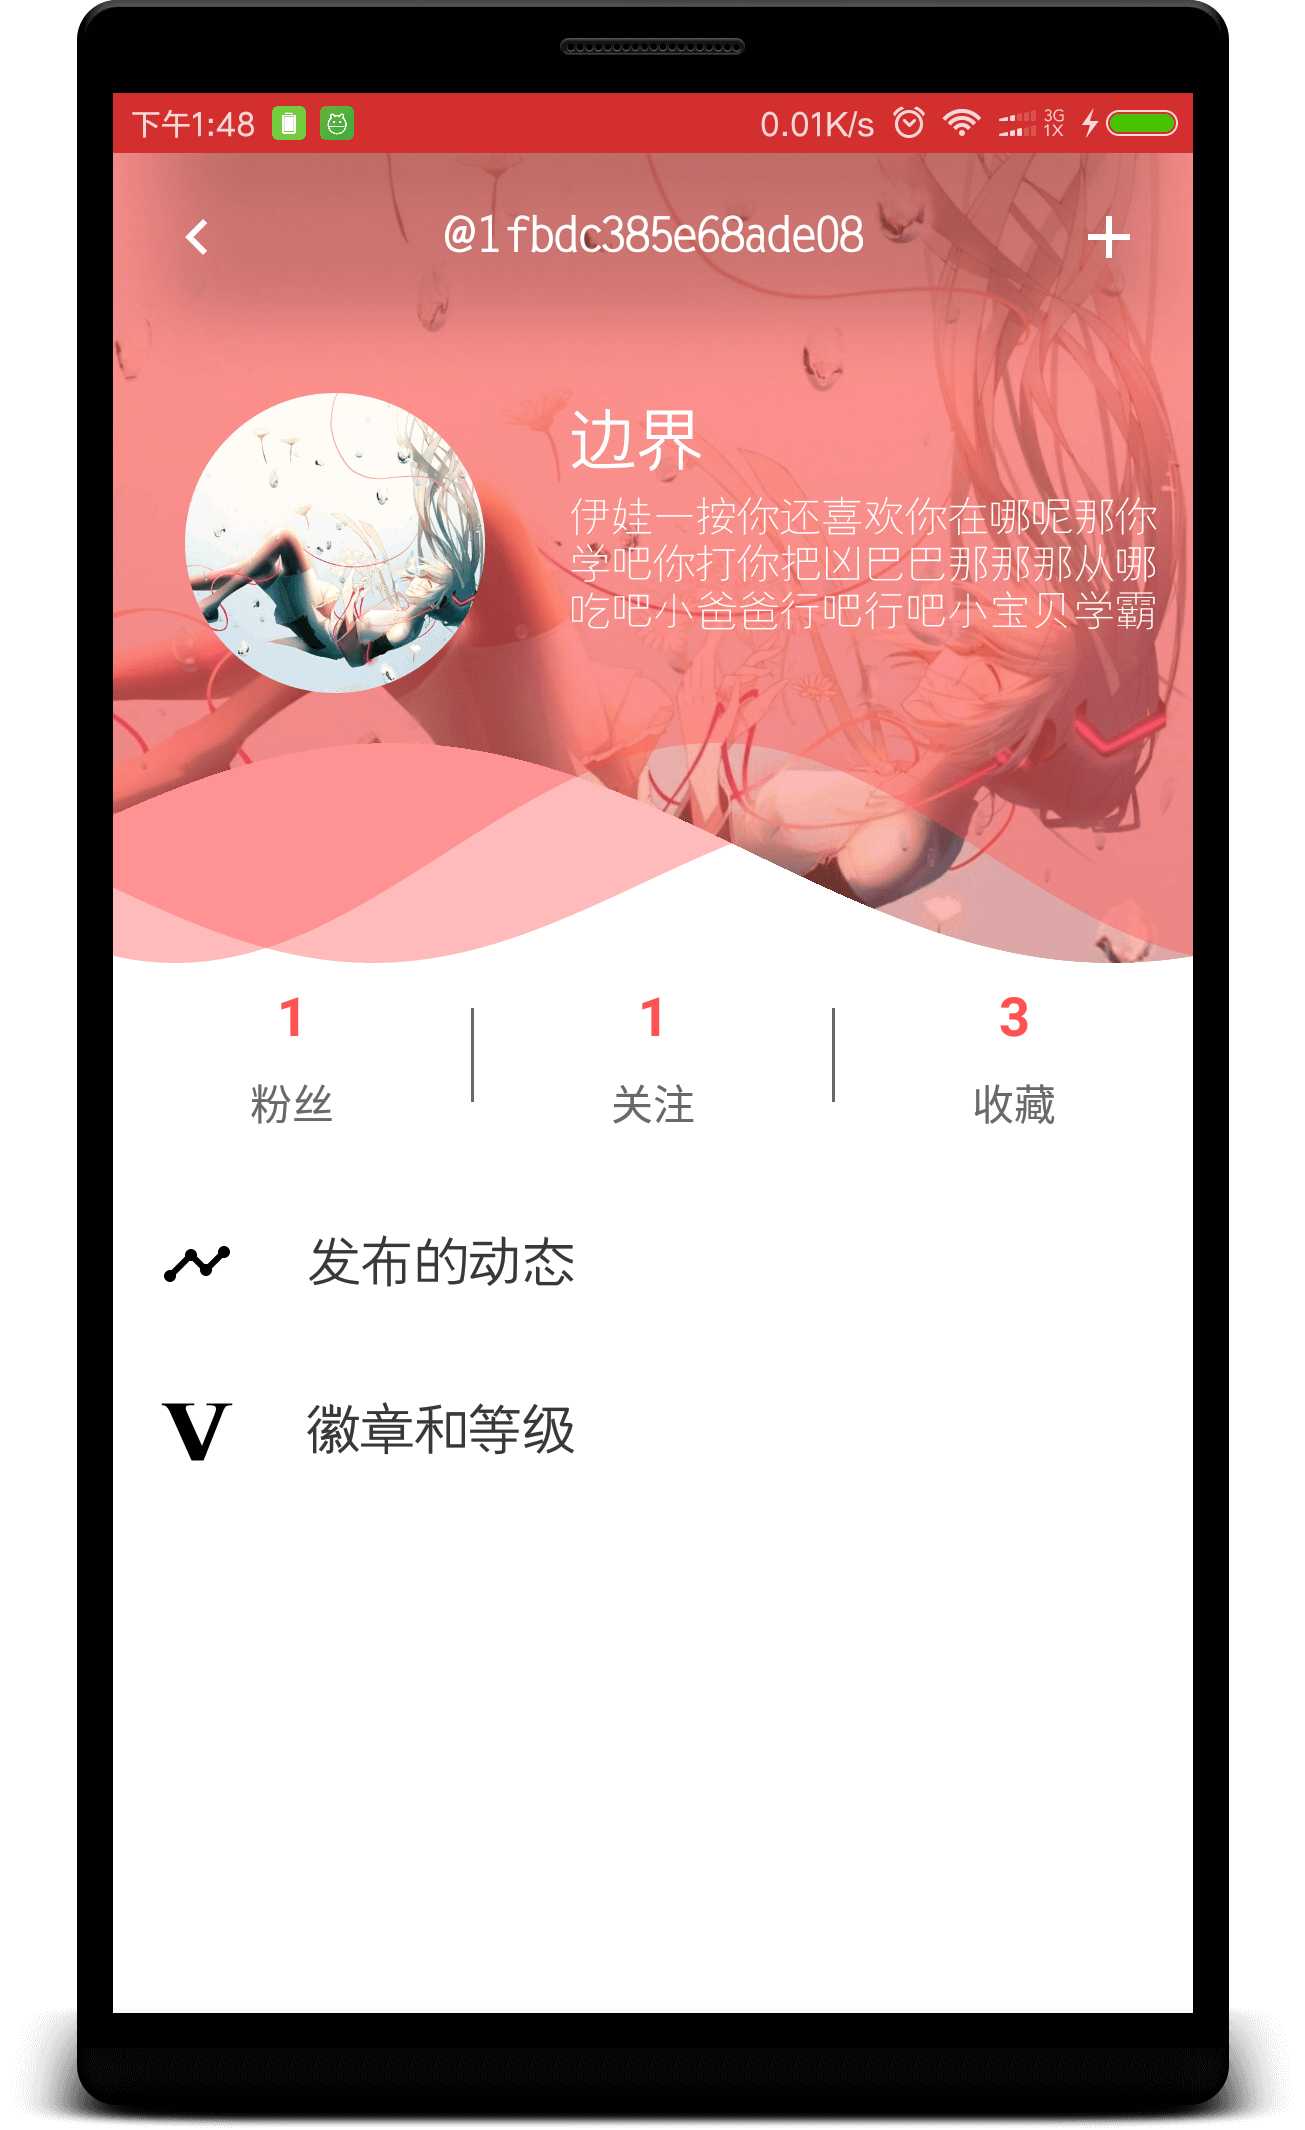 下午1:48
0.01K/s
3G
1X
@1fbdc385e68ade08
边界
伊娃一按你还喜欢你在哪呢那你
学吧你打你把凶巴巴那那那从哪
吃吧小爸爸行吧行吧小宝贝学霸
1
粉丝
1
关注
3
收藏
发布的动态
V
徽章和等级